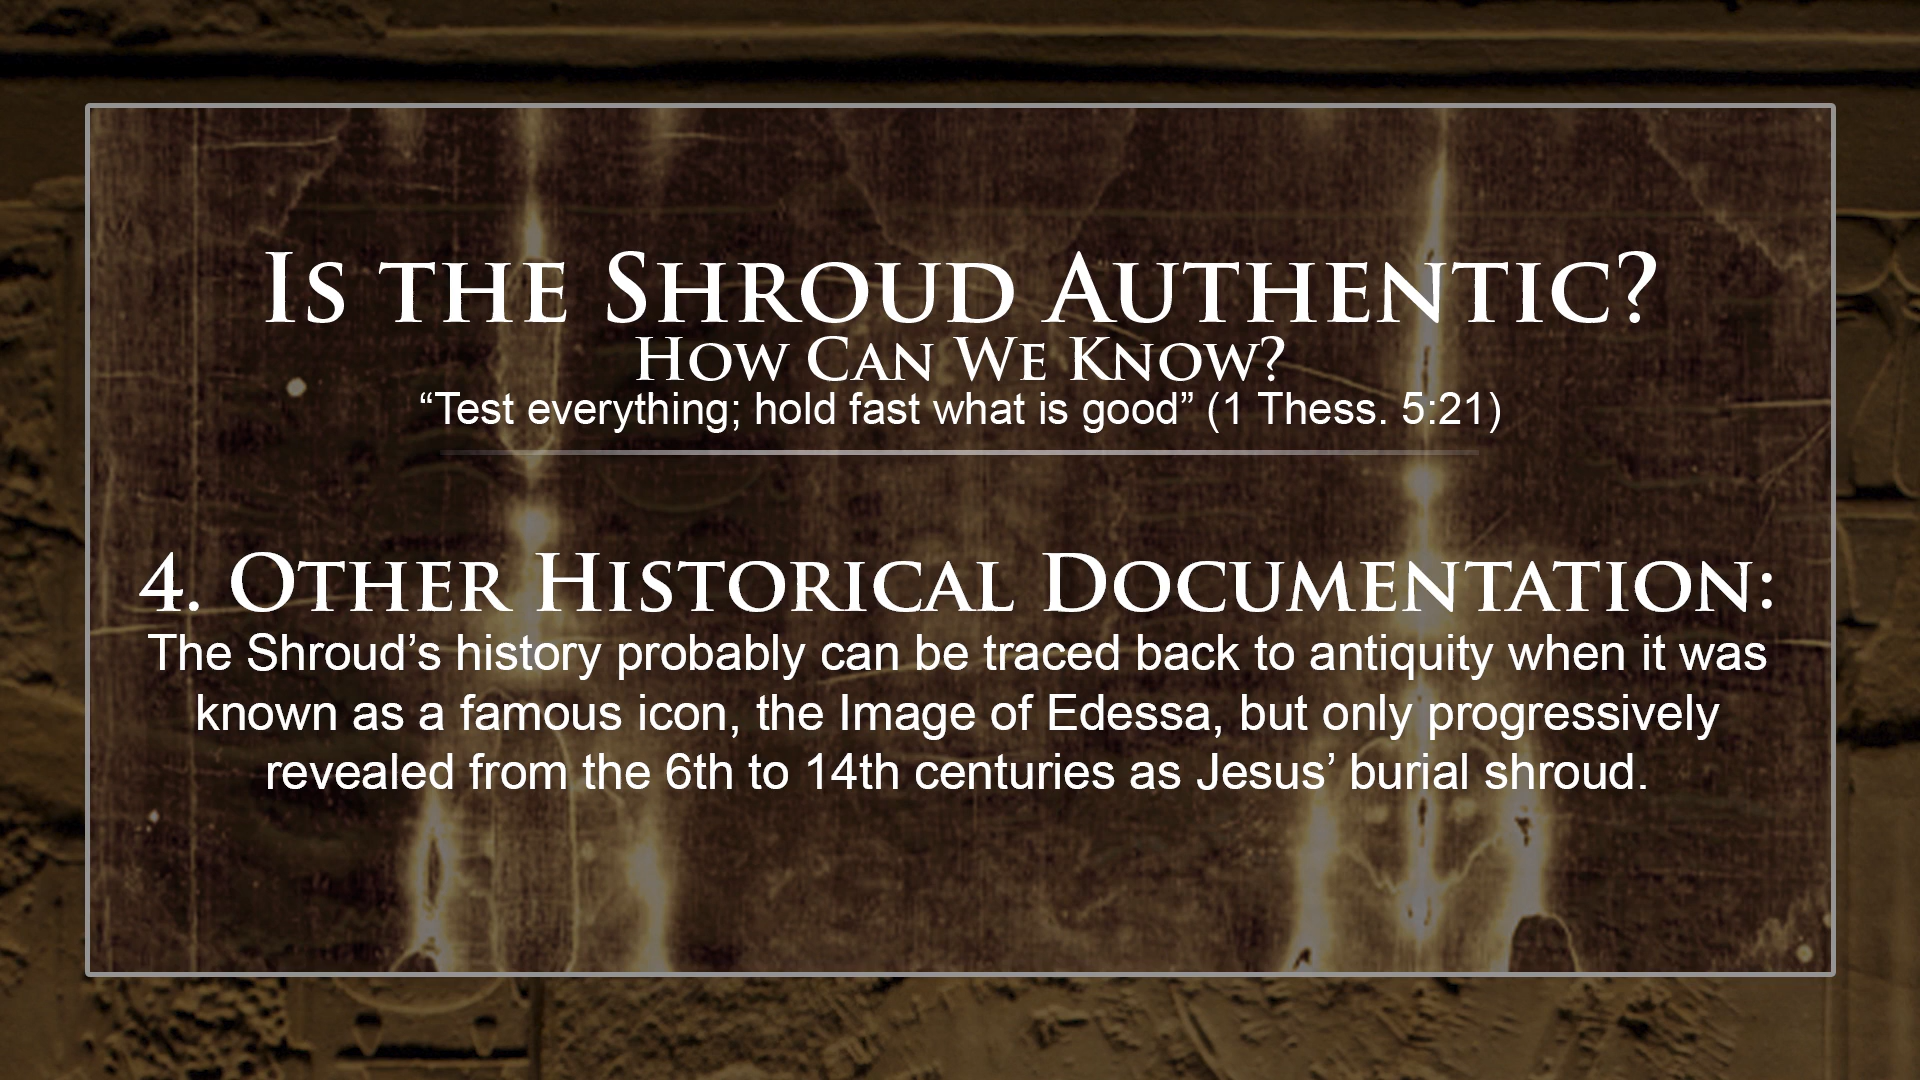 Is the Shroud Authentic?
How Can We Know?
“Test everything; hold fast what is good” (1 Thess. 5:21)
4. Other Historical Documentation:
The Shroud’s history probably can be traced back to antiquity when it was
known as a famous icon, the Image of Edessa, but only progressively
revealed from the 6th to 14th centuries as Jesus’ burial shroud.